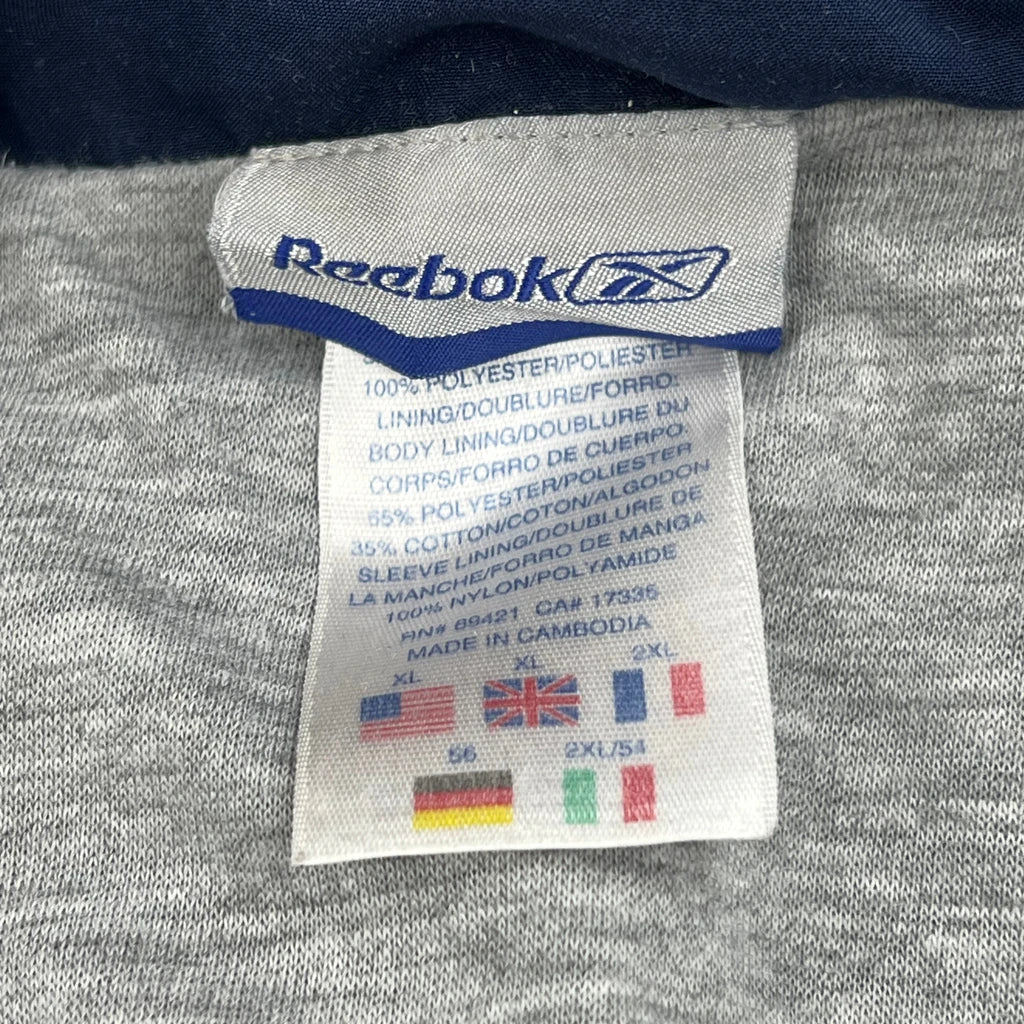 Reebok
100% POLYESTER/POLIESTER
LINING/DOUBLURE/FORRO:
BODY LINING/DOUBLURE DU
CORPS/FORRO DE CUERPO
65% POLYESTER/POLIESTER
35% COTTON/COTON/ALGODON
SLEEVE LINING/DOUBLURE DE
LA MANCHE/FORRO DE MANGA
100% NYLON/POLYAMIDE
RN# 69421 CA# 17335
MADE IN CAMBODIA
XL XL 2XL
56 2XL/54